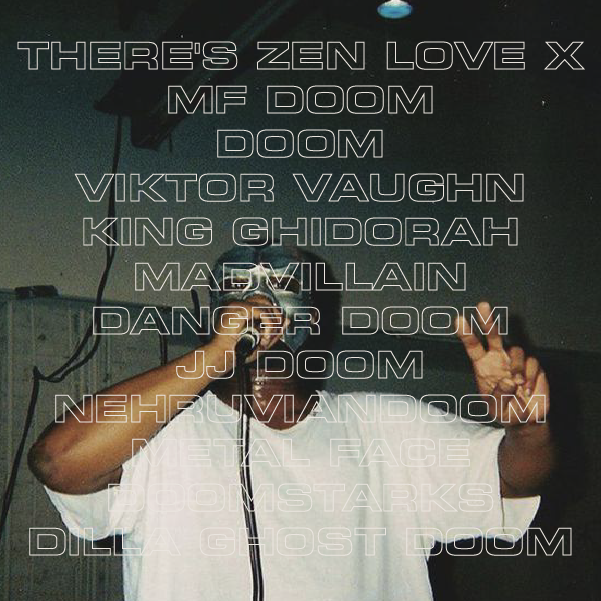 THERE'S ZEN LOVE X
MF DOOM
DOOM
VIKTOR VAUGHN
KING GHIDORAH
MADVILLAIN
DANGER DOOM
JJ DOOM
NEHRUVIANDOOM
METAL FACE
DOOMSTARKS
DILLA GHOST DOOM